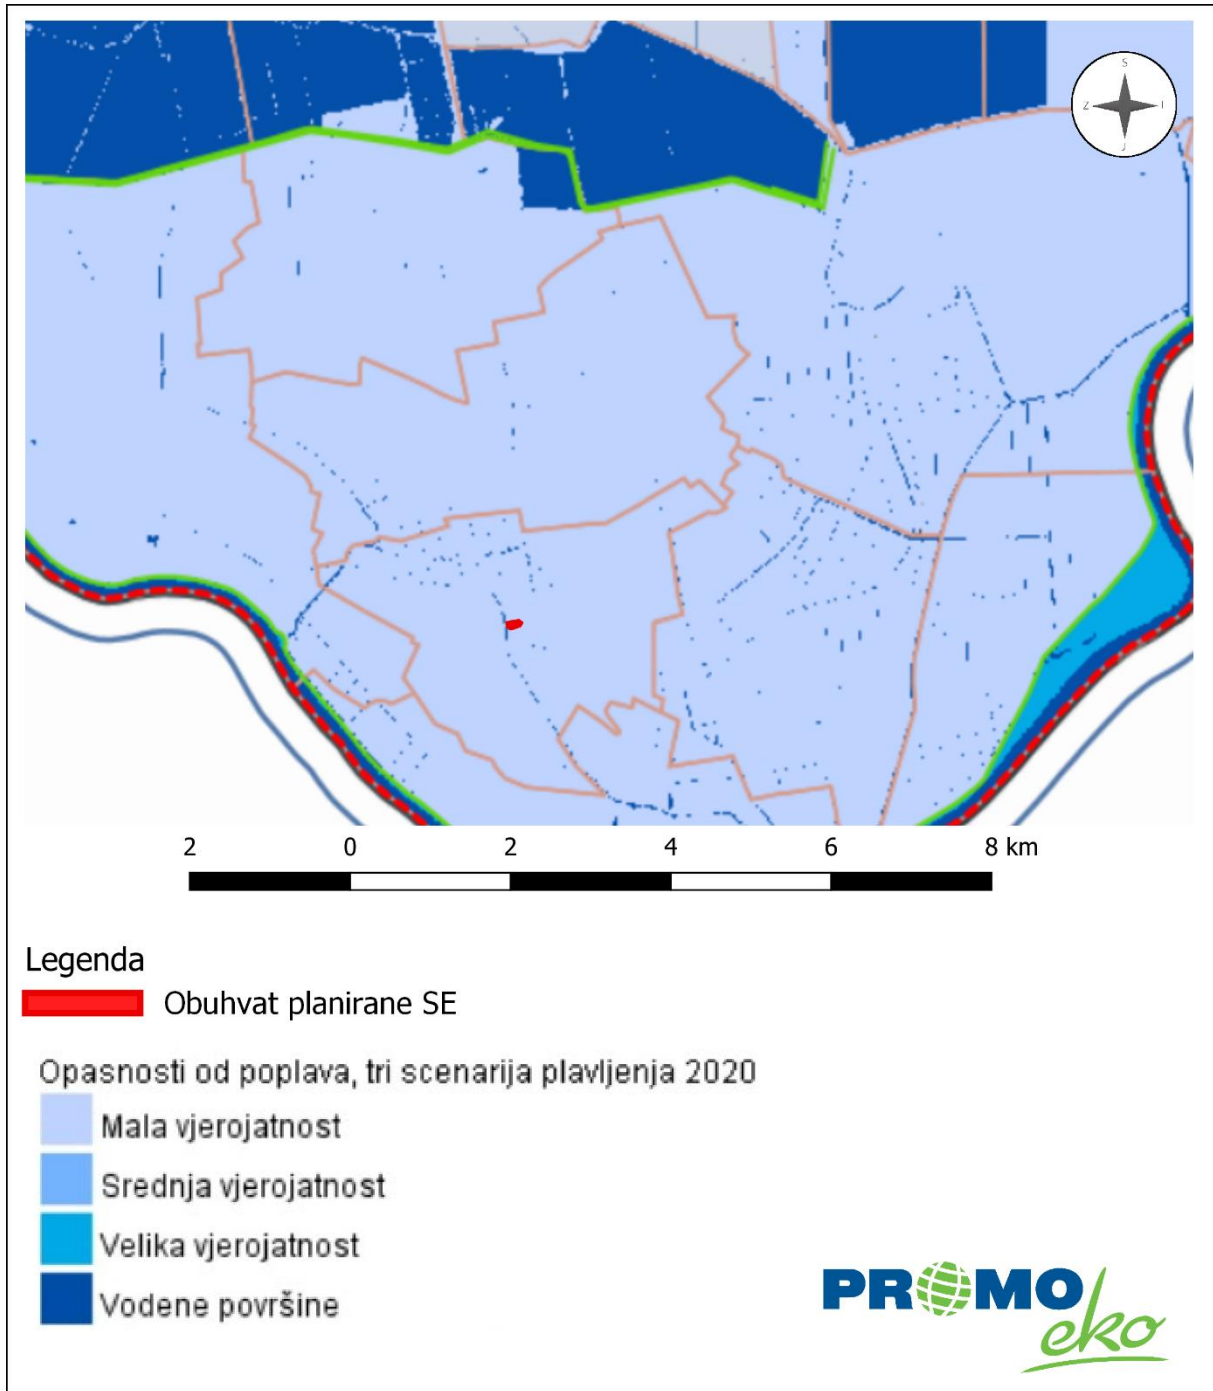 S
Z I
J
2 0 2 4 6 8 km
Legenda
Obuhvat planirane SE
Opasnosti od poplava, tri scenarija plavljenja 2020
Mala vjerojatnost
Srednja vjerojatnost
Velika vjerojatnost
Vodene površine
PROMO
eko